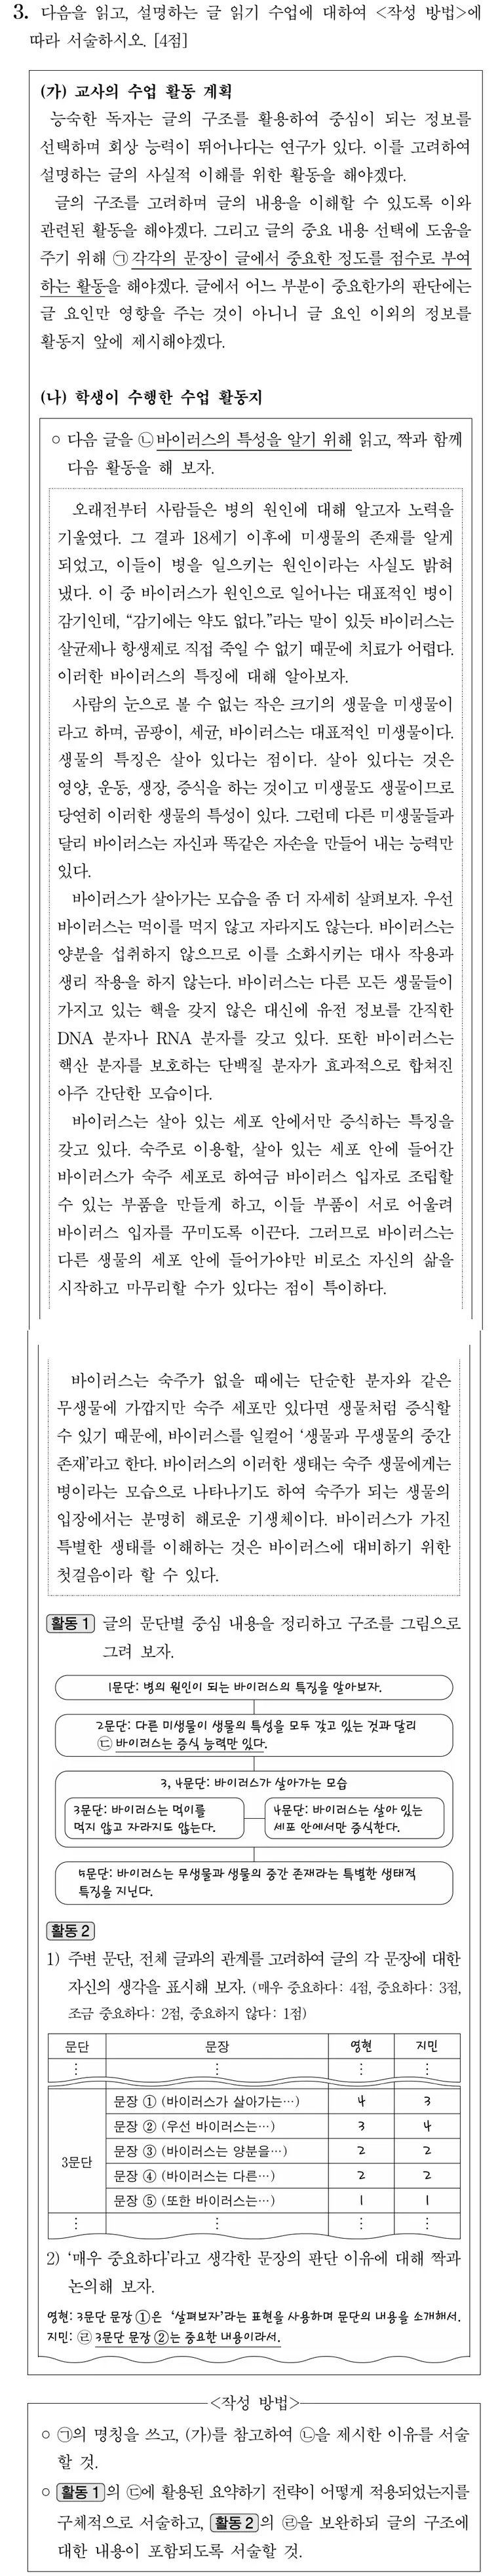 3. 다음을 읽고, 설명하는 글 읽기 수업에 대하여 <작성 방법>에
따라 서술하시오. [4점]
(가) 교사의 수업 활동 계획
능숙한 독자는 글의 구조를 활용하여 중심이 되는 정보를
선택하며 회상 능력이 뛰어나다는 연구가 있다. 이를 고려하여
설명하는 글의 사실적 이해를 위한 활동을 해야겠다.
글의 구조를 고려하며 글의 내용을 이해할 수 있도록 이와
관련된 활동을 해야겠다. 그리고 글의 중요 내용 선택에 도움을
주기 위해 ㉠각각의 문장이 글에서 중요한 정도를 점수로 부여
하는 활동을 해야겠다. 글에서 어느 부분이 중요한가의 판단에는
글 요인만 영향을 주는 것이 아니니 글 요인 이외의 정보를
활동지 앞에 제시해야겠다.
(나) 학생이 수행한 수업 활동지
○ 다음 글을 ㉡바이러스의 특성을 알기 위해 읽고, 짝과 함께
다음 활동을 해 보자.
오래전부터 사람들은 병의 원인에 대해 알고자 노력을
기울였다. 그 결과 18세기 이후에 미생물의 존재를 알게
되었고, 이들이 병을 일으키는 원인이라는 사실도 밝혀
냈다. 이 중 바이러스가 원인으로 일어나는 대표적인 병이
감기인데, “감기에는 약도 없다.”라는 말이 있듯 바이러스는
살균제나 항생제로 직접 죽일 수 없기 때문에 치료가 어렵다.
이러한 바이러스의 특징에 대해 알아보자.
사람의 눈으로 볼 수 없는 작은 크기의 생물을 미생물이
라고 하며, 곰팡이, 세균, 바이러스는 대표적인 미생물이다.
생물의 특징은 살아 있다는 점이다. 살아 있다는 것은
영양, 운동, 생장, 증식을 하는 것이고 미생물도 생물이므로
당연히 이러한 생물의 특성이 있다. 그런데 다른 미생물들과
달리 바이러스는 자신과 똑같은 자손을 만들어 내는 능력만
있다.
바이러스가 살아가는 모습을 좀 더 자세히 살펴보자. 우선
바이러스는 먹이를 먹지 않고 자라지도 않는다. 바이러스는
양분을 섭취하지 않으므로 이를 소화시키는 대사 작용과
생리 작용을 하지 않는다. 바이러스는 다른 모든 생물들이
가지고 있는 핵을 갖지 않은 대신에 유전 정보를 간직한
DNA 분자나 RNA 분자를 갖고 있다. 또한 바이러스는
핵산 분자를 보호하는 단백질 분자가 효과적으로 합쳐진
아주 간단한 모습이다.
바이러스는 살아 있는 세포 안에서만 증식하는 특징을
갖고 있다. 숙주로 이용할, 살아 있는 세포 안에 들어간
바이러스가 숙주 세포로 하여금 바이러스 입자로 조립할
수 있는 부품을 만들게 하고, 이들 부품이 서로 어울려
바이러스 입자를 꾸미도록 이끈다. 그러므로 바이러스는
다른 생물의 세포 안에 들어가야만 비로소 자신의 삶을
시작하고 마무리할 수가 있다는 점이 특이하다.
바이러스는 숙주가 없을 때에는 단순한 분자와 같은
무생물에 가깝지만 숙주 세포만 있다면 생물처럼 증식할
수 있기 때문에, 바이러스를 일컬어 ‘생물과 무생물의 중간
존재’라고 한다. 바이러스의 이러한 생태는 숙주 생물에게는
병이라는 모습으로 나타나기도 하여 숙주가 되는 생물의
입장에서는 분명히 해로운 기생체이다. 바이러스가 가진
특별한 생태를 이해하는 것은 바이러스에 대비하기 위한
첫걸음이라 할 수 있다.
활동 1 글의 문단별 중심 내용을 정리하고 구조를 그림으로
그려 보자.
1문단: 병의 원인이 되는 바이러스의 특징을 알아보자.
2문단: 다른 미생물이 생물의 특성을 모두 갖고 있는 것과 달리
㉢바이러스는 증식 능력만 있다.
3, 4문단: 바이러스가 살아가는 모습
3문단: 바이러스는 먹이를
먹지 않고 자라지도 않는다.
4문단: 바이러스는 살아 있는
세포 안에서만 증식한다.
5문단: 바이러스는 무생물과 생물의 중간 존재라는 특별한 생태적
특징을 지닌다.
활동 2
1) 주변 문단, 전체 글과의 관계를 고려하여 글의 각 문장에 대한
자신의 생각을 표시해 보자. (매우 중요하다: 4점, 중요하다: 3점,
조금 중요하다: 2점, 중요하지 않다: 1점)
문단 문장 영현 지민
⋮ ⋮ ⋮ ⋮
문장 ① (바이러스가 살아가는…) 4 3
문장 ② (우선 바이러스는…) 3 4
3문단 문장 ③ (바이러스는 양분을…) 2 2
문장 ④ (바이러스는 다른…) 2 2
문장 ⑤ (또한 바이러스는…) 1 1
⋮ ⋮ ⋮ ⋮
2) ‘매우 중요하다’라고 생각한 문장의 판단 이유에 대해 짝과
논의해 보자.
영현: 3문단 문장 ①은 ‘살펴보자’라는 표현을 사용하며 문단의 내용을 소개해서.
지민: ㉣3문단 문장 ②는 중요한 내용이라서.
<작성 방법>
○ ㉠의 명칭을 쓰고, (가)를 참고하여 ㉡을 제시한 이유를 서술
할 것.
○ 활동 1의 ㉢에 활용된 요약하기 전략이 어떻게 적용되었는지를
구체적으로 서술하고, 활동 2의 ㉣을 보완하되 글의 구조에
대한 내용이 포함되도록 서술할 것.